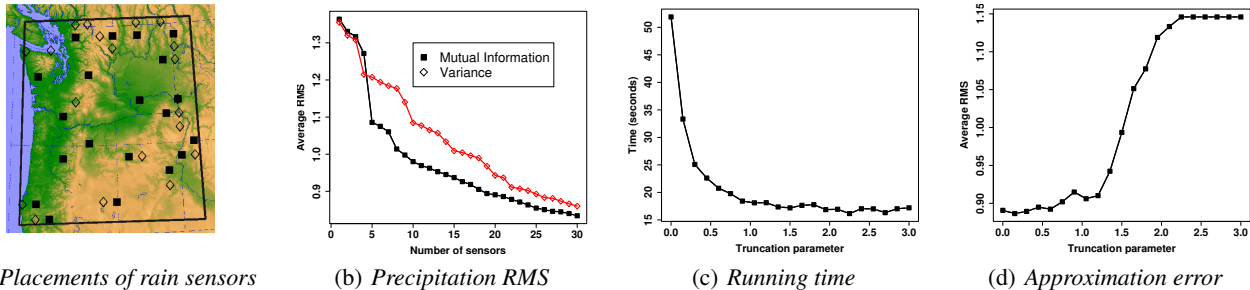 1.3
1.2
1.1
1.0
0.9
Average RMS
Mutual Information
Variance
0 5 10 15 20 25 30
Number of sensors
50
45
40
35
30
25
20
15
Time (seconds)
0.0 0.5 1.0 1.5 2.0 2.5 3.0
Truncation parameter
1.15
1.10
1.05
1.00
0.95
0.90
Average RMS
0.0 0.5 1.0 1.5 2.0 2.5 3.0
Truncation parameter
Placements of rain sensors
(b) Precipitation RMS
(c) Running time
(d) Approximation error